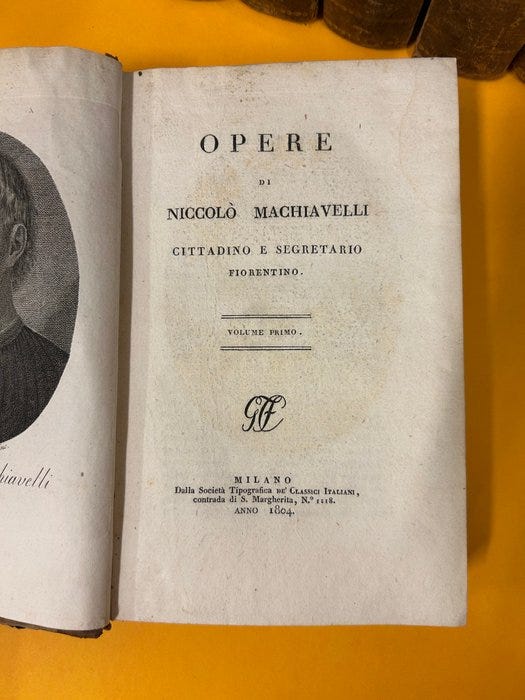 OPERE
DI
NICCOLÒ MACHIAVELLI
CITTADINO E SEGRETARIO
FIORENTINO.
VOLUME PRIMO.
MILANO
Dalla Società Tipografica DE' CLASSICI ITALIANI,
contrada di S. Margherita, N.º 1118.
ANNO 1804.
hiavelli